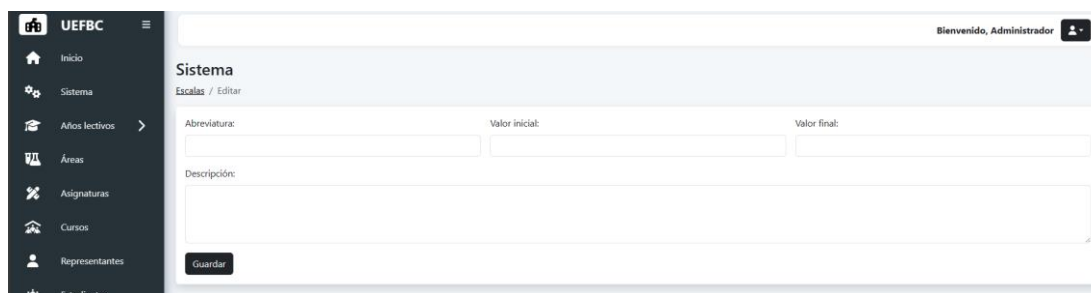 UEFBC
Bienvenido, Administrador
Inicio
Sistema
Años lectivos
Áreas
Asignaturas
Cursos
Representantes
Sistema
Escalas / Editar
Abreviatura:
Valor inicial:
Valor final:
Descripción:
Guardar